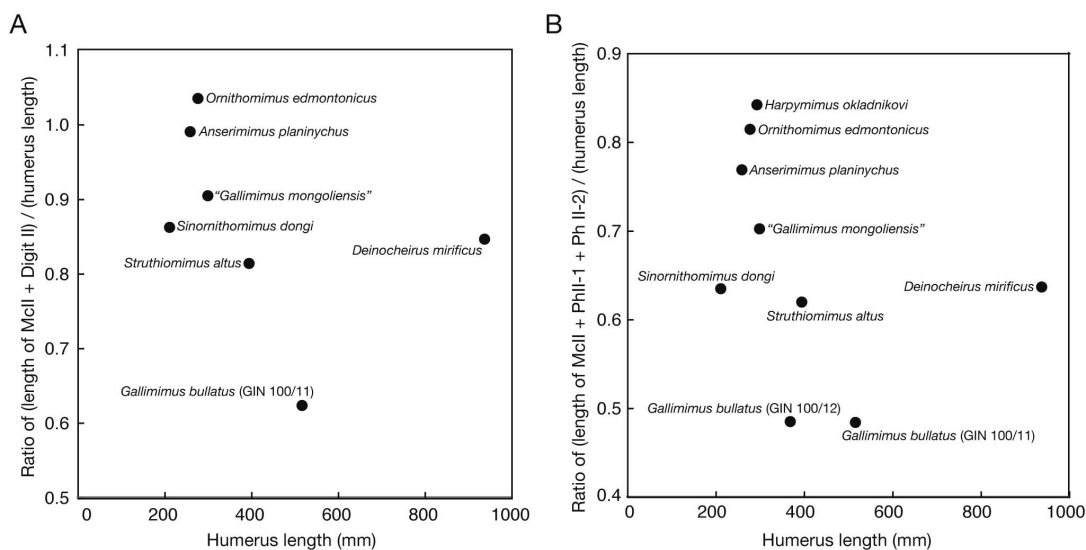 A
Ratio of (length of McII + Digit II) / (humerus length)
1.1
1.0
0.9
0.8
0.7
0.6
0.5
Ornithomimus edmontonicus
Anserimimus planinychus
“Gallimimus mongoliensis”
Sinornithomimus dongi
Deinocheirus mirificus
Struthiomimus altus
Gallimimus bullatus (GIN 100/11)
0 200 400 600 800 1000
Humerus length (mm)
B
Ratio of (length of McII + PhII-1 + Ph II-2) / (humerus length)
0.9
0.8
0.7
0.6
0.5
0.4
Harpymimus okladnikovi
Ornithomimus edmontonicus
Anserimimus planinychus
“Gallimimus mongoliensis”
Sinornithomimus dongi
Deinocheirus mirificus
Struthiomimus altus
Gallimimus bullatus (GIN 100/12)
Gallimimus bullatus (GIN 100/11)
0 200 400 600 800 1000
Humerus length (mm)